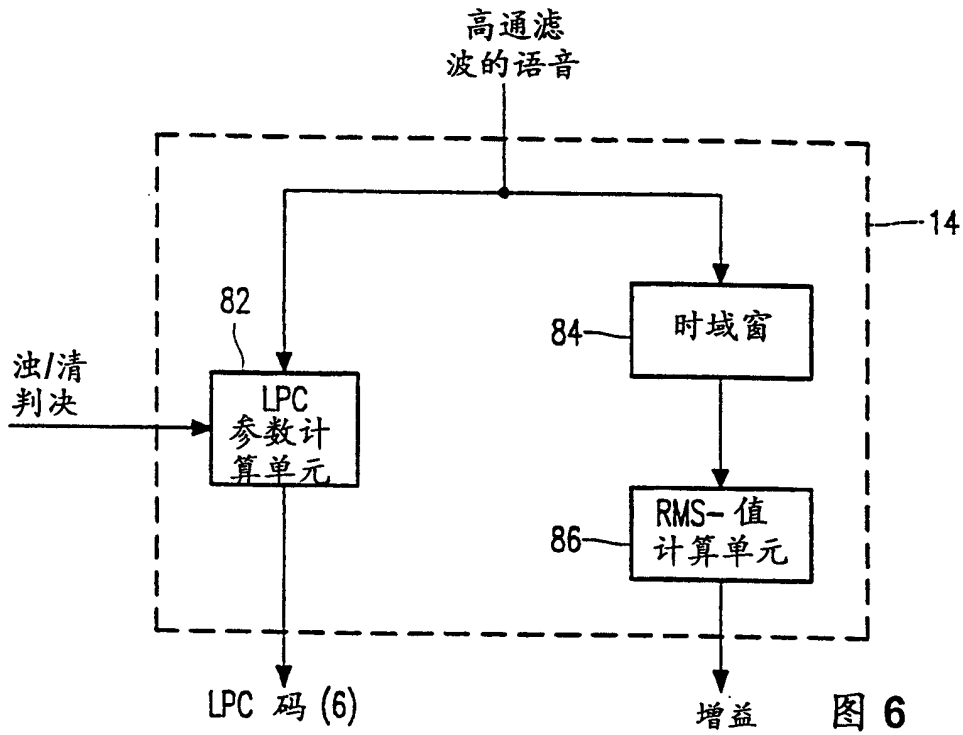 高通滤
波的语音
14
82
84
时域窗
浊/清
判决
LPC
参数计
算单元
86
RMS-值
计算单元
LPC 码 (6)
增益
图 6